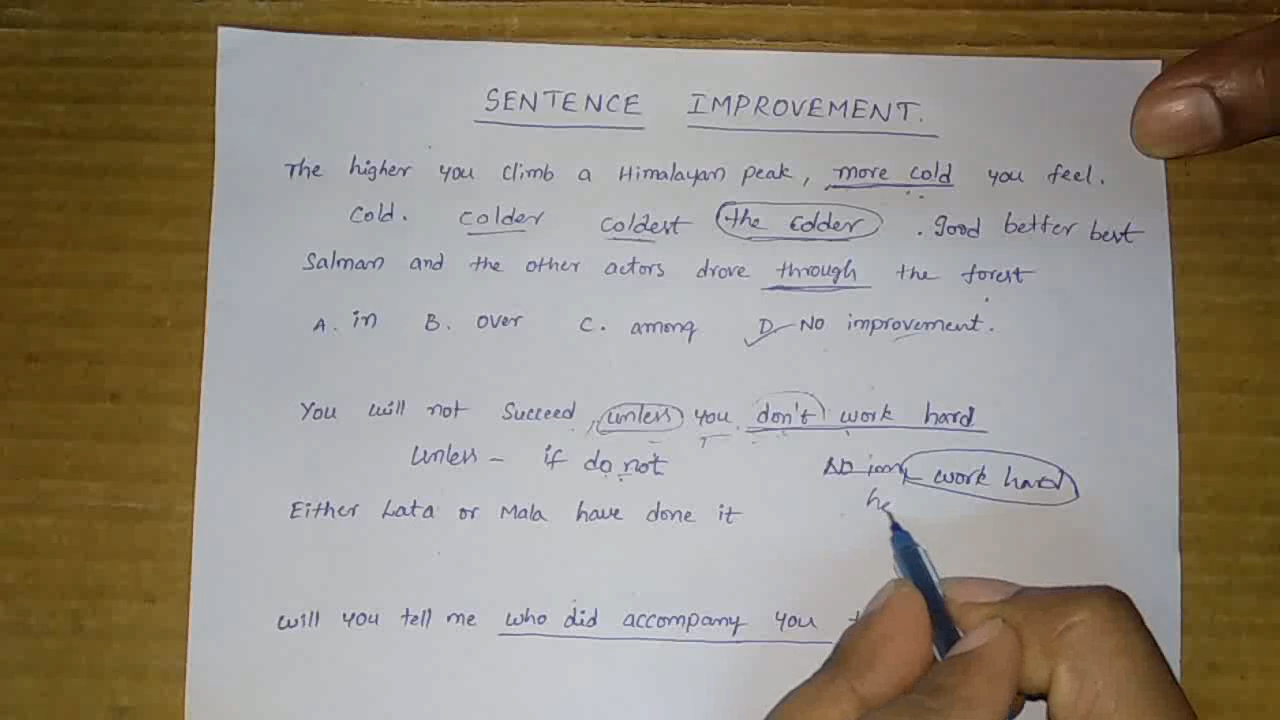 SENTENCE IMPROVEMENT.
The higher you climb a Himalayan peak, more cold you feel.
Cold. colder coldest the colder . good better best
Salman and the other actors drove through the forest
A. in B. over C. among D. No improvement.
You will not Succeed, unless you don't work hard
Unless - if do not work hard
he
Either Lata or Mala have done it
will you tell me who did accompany you